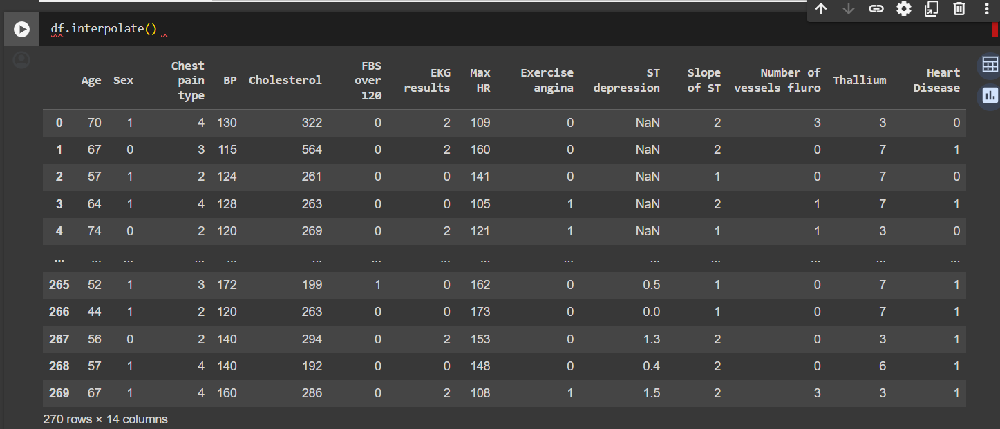 df.interpolate()
Age Sex Chest pain type BP Cholesterol FBS over 120 EKG results Max HR Exercise angina ST depression Slope of ST Number of vessels fluro Thallium Heart Disease
0 70 1 4 130 322 0 2 109 0 NaN 2 3 3 0
1 67 0 3 115 564 0 2 160 0 NaN 2 0 7 1
2 57 1 2 124 261 0 0 141 0 NaN 1 0 7 0
3 64 1 4 128 263 0 0 105 1 NaN 2 1 7 1
4 74 0 2 120 269 0 2 121 1 NaN 1 1 3 0
... ... ... ... ... ... ... ... ... ... ... ... ... ... ...
265 52 1 3 172 199 1 0 162 0 0.5 1 0 7 1
266 44 1 2 120 263 0 0 173 0 0.0 1 0 7 1
267 56 0 2 140 294 0 2 153 0 1.3 2 0 3 1
268 57 1 4 140 192 0 0 148 0 0.4 2 0 6 1
269 67 1 4 160 286 0 2 108 1 1.5 2 3 3 1
270 rows × 14 columns